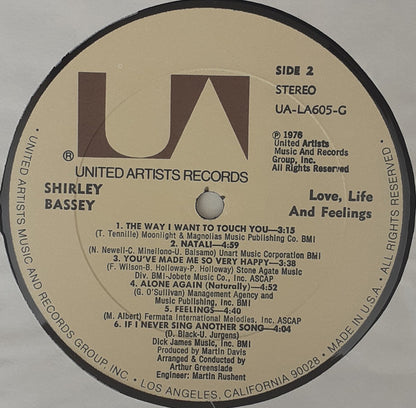 UA
SIDE 2
STEREO
UA-LA605-G
®
UNITED ARTISTS RECORDS
℗ 1976
United Artists
Music And Records
Group, Inc.
All Rights Reserved
SHIRLEY
BASSEY
Love, Life
And Feelings
1. THE WAY I WANT TO TOUCH YOU—3:15
(T. Tennille) Moonlight & Magnolias Music Publishing Co. BMI
2. NATALI—4:59
(N. Newell-C. Minellono-U. Balsamo) Unart Music Corporation BMI
3. YOU'VE MADE ME SO VERY HAPPY—3:38
(F. Wilson-B. Holloway-P. Holloway) Stone Agate Music
Div. BMI-Jobete Music Co., Inc. ASCAP
4. ALONE AGAIN (Naturally)—4:52
(G. O'Sullivan) Management Agency and
Music Publishing, Inc. BMI
5. FEELINGS—4:40
(M. Albert) Fermata International Melodies, Inc. ASCAP
6. IF I NEVER SING ANOTHER SONG—4:04
(D. Black-U. Jurgens)
Dick James Music, Inc. BMI
Produced by Martin Davis
Arranged & Conducted by
Arthur Greenslade
Engineer: Martin Rushent
• UNITED ARTISTS MUSIC AND RECORDS GROUP, INC. • LOS ANGELES, CALIFORNIA 90028 • MADE IN U.S.A. •